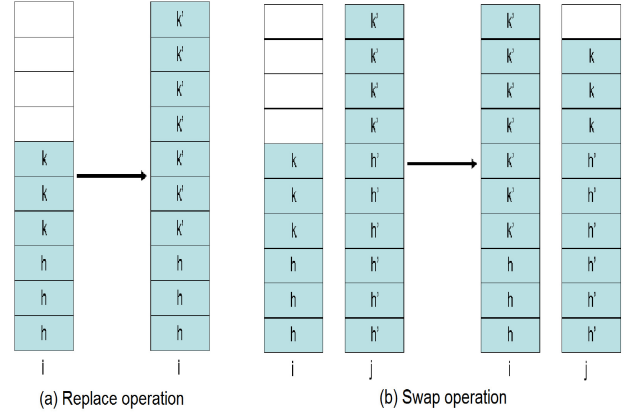 k' k' k'
k' k' k' k
k' k' k' k
k' k' k' k
k k' k h' k' h'
k k' k h' k' h'
k k' k h' k' h'
h h h h' h h'
h h h h' h h'
h h h h' h h'
i i i j i j
(a) Replace operation (b) Swap operation